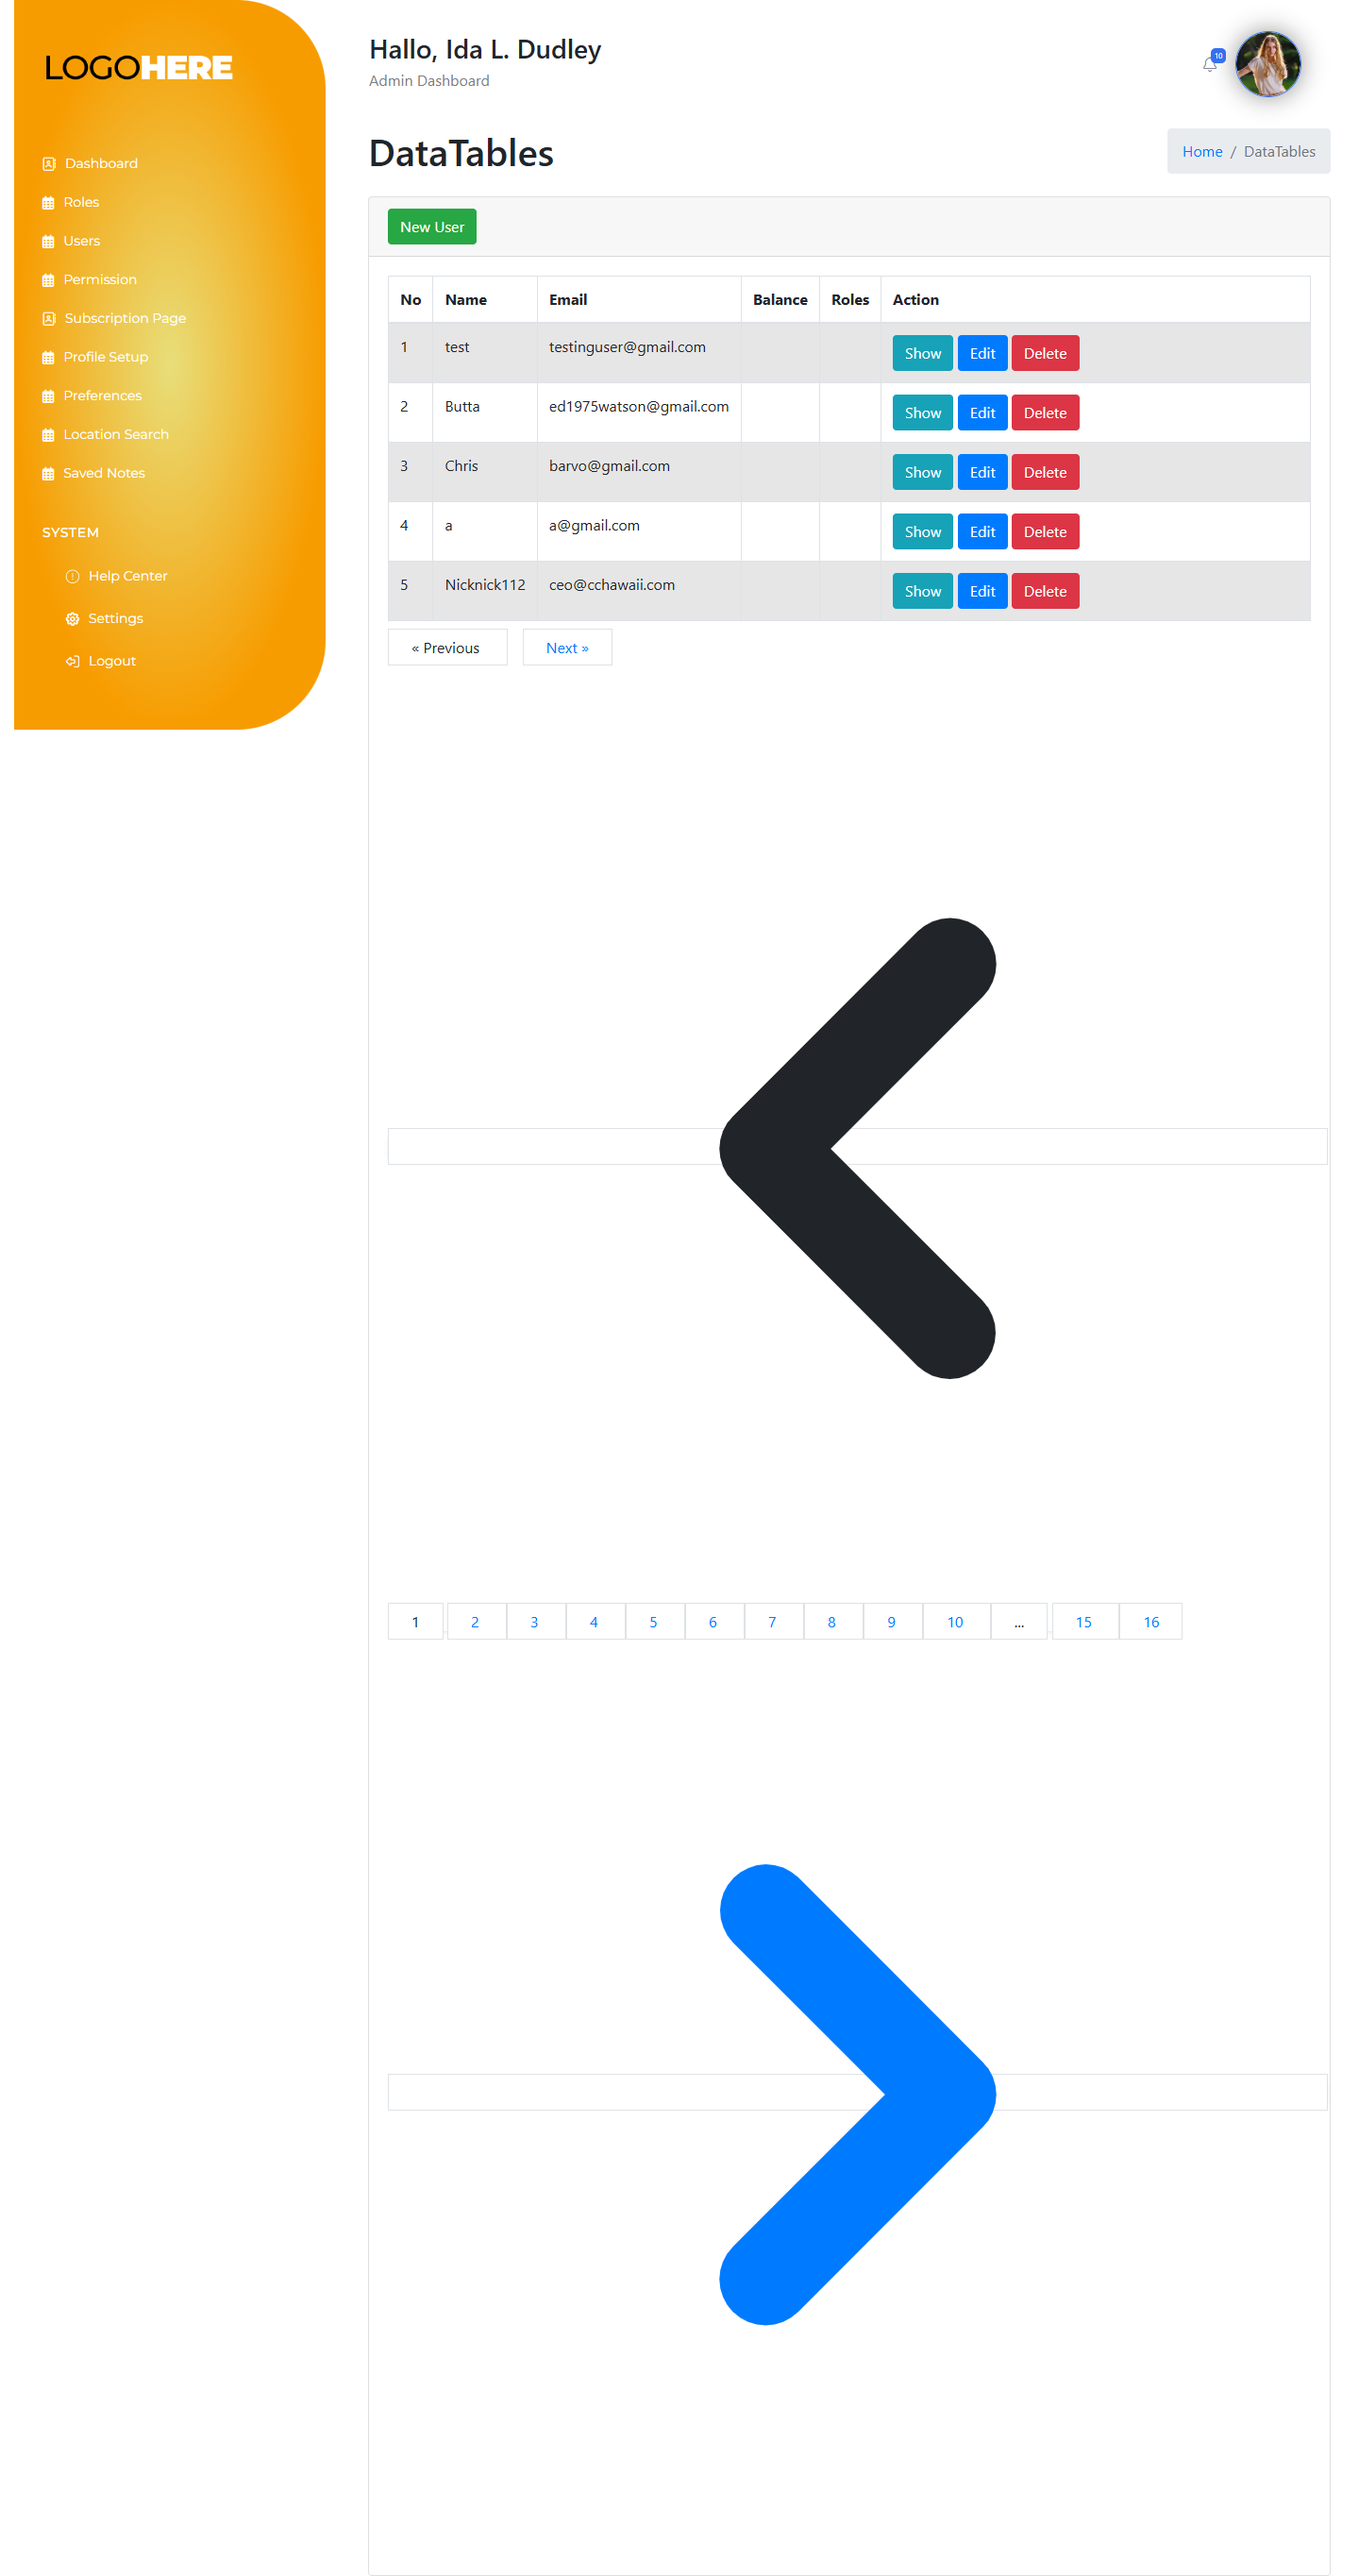 LOGOHERE
Dashboard
Roles
Users
Permission
Subscription Page
Profile Setup
Preferences
Location Search
Saved Notes
SYSTEM
Help Center
Settings
Logout
Hallo, Ida L. Dudley
Admin Dashboard
10
DataTables
Home / DataTables
New User
No Name Email Balance Roles Action
1 test testinguser@gmail.com Show Edit Delete
2 Butta ed1975watson@gmail.com Show Edit Delete
3 Chris barvo@gmail.com Show Edit Delete
4 a a@gmail.com Show Edit Delete
5 Nicknick112 ceo@cchawaii.com Show Edit Delete
« Previous Next »
1 2 3 4 5 6 7 8 9 10 ... 15 16